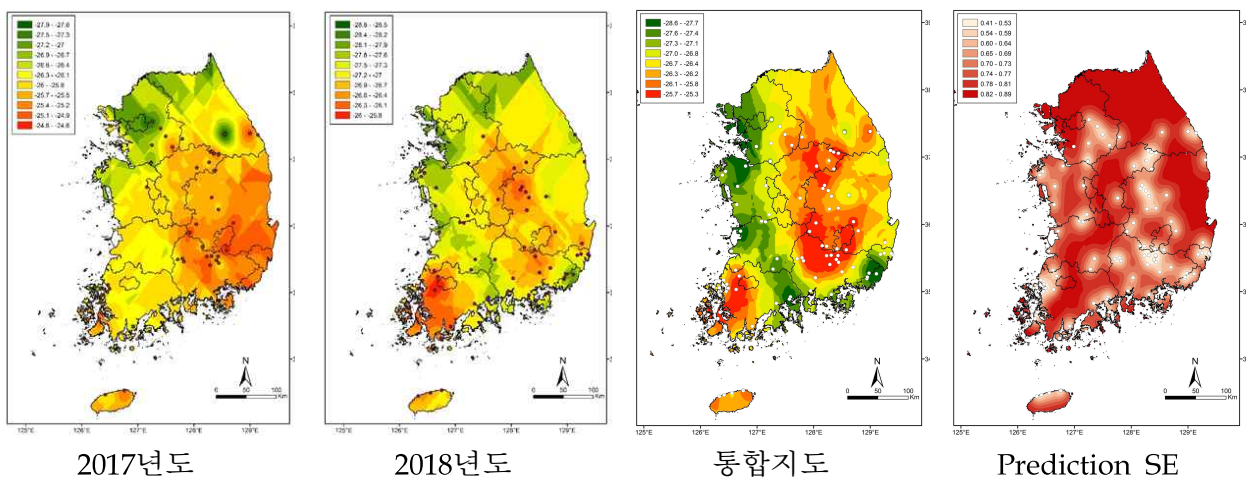 -27.9 - -27.6
-27.5 - -27.3
-27.2 - -27
-26.9 - -26.7
-26.6 - -26.4
-26.3 - -26.1
-26 - -25.8
-25.7 - -25.5
-25.4 - -25.2
-25.1 - -24.9
-24.8 - -24.6
N
0 50 100
Km
125°E 126°E 127°E 128°E 129°E
2017년도
-28.8 - -28.5
-28.4 - -28.2
-28.1 - -27.9
-27.8 - -27.6
-27.5 - -27.3
-27.2 - -27
-26.9 - -26.7
-26.6 - -26.4
-26.3 - -26.1
-26 - -25.8
N
0 50 100
Km
125°E 126°E 127°E 128°E 129°E
2018년도
-28.6 - -27.7
-27.6 - -27.4
-27.3 - -27.1
-27.0 - -26.8
-26.7 - -26.4
-26.3 - -26.2
-26.1 - -25.8
-25.7 - -25.3
N
0 50 100
Km
125°E 126°E 127°E 128°E 129°E
통합지도
0.41 - 0.53
0.54 - 0.59
0.60 - 0.64
0.65 - 0.69
0.70 - 0.73
0.74 - 0.77
0.78 - 0.81
0.82 - 0.89
N
0 50 100
Km
126°E 127°E 128°E 129°E
Prediction SE